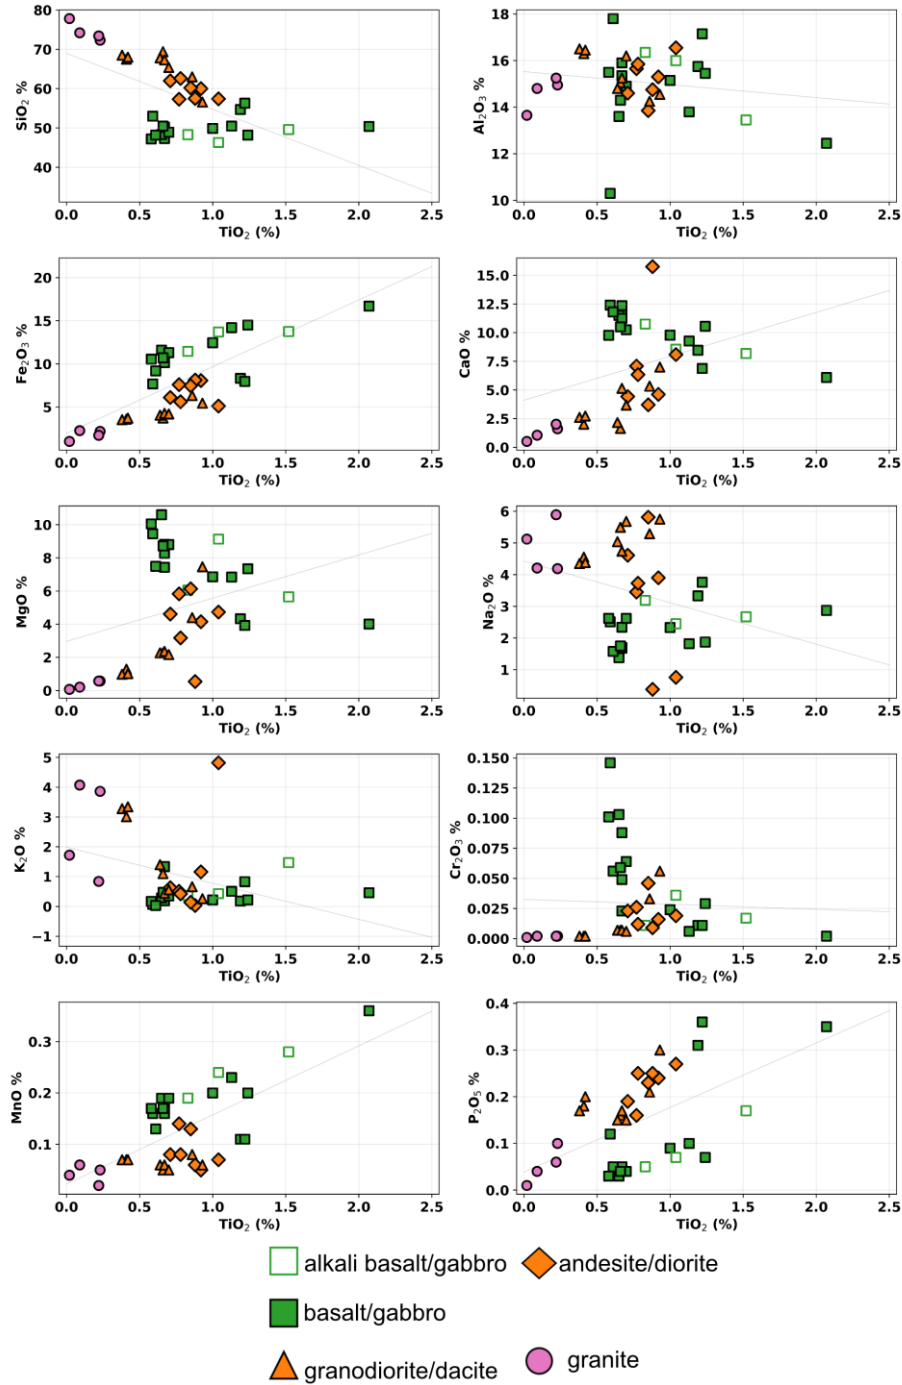 80
70
60
50
40
SiO₂ %
0.0 0.5 1.0 1.5 2.0 2.5
TiO₂ (%)
18
16
14
12
10
Al₂O₃ %
0.0 0.5 1.0 1.5 2.0 2.5
TiO₂ (%)
20
15
10
5
Fe₂O₃ %
0.0 0.5 1.0 1.5 2.0 2.5
TiO₂ (%)
15.0
12.5
10.0
7.5
5.0
2.5
0.0
CaO %
0.0 0.5 1.0 1.5 2.0 2.5
TiO₂ (%)
10
8
6
4
2
0
MgO %
0.0 0.5 1.0 1.5 2.0 2.5
TiO₂ (%)
6
5
4
3
2
1
Na₂O %
0.0 0.5 1.0 1.5 2.0 2.5
TiO₂ (%)
5
4
3
2
1
0
−1
K₂O %
0.0 0.5 1.0 1.5 2.0 2.5
TiO₂ (%)
0.150
0.125
0.100
0.075
0.050
0.025
0.000
Cr₂O₃ %
0.0 0.5 1.0 1.5 2.0 2.5
TiO₂ (%)
0.3
0.2
0.1
MnO %
0.0 0.5 1.0 1.5 2.0 2.5
TiO₂ (%)
0.4
0.3
0.2
0.1
0.0
P₂O₅ %
0.0 0.5 1.0 1.5 2.0 2.5
TiO₂ (%)
alkali basalt/gabbro
andesite/diorite
basalt/gabbro
granodiorite/dacite
granite